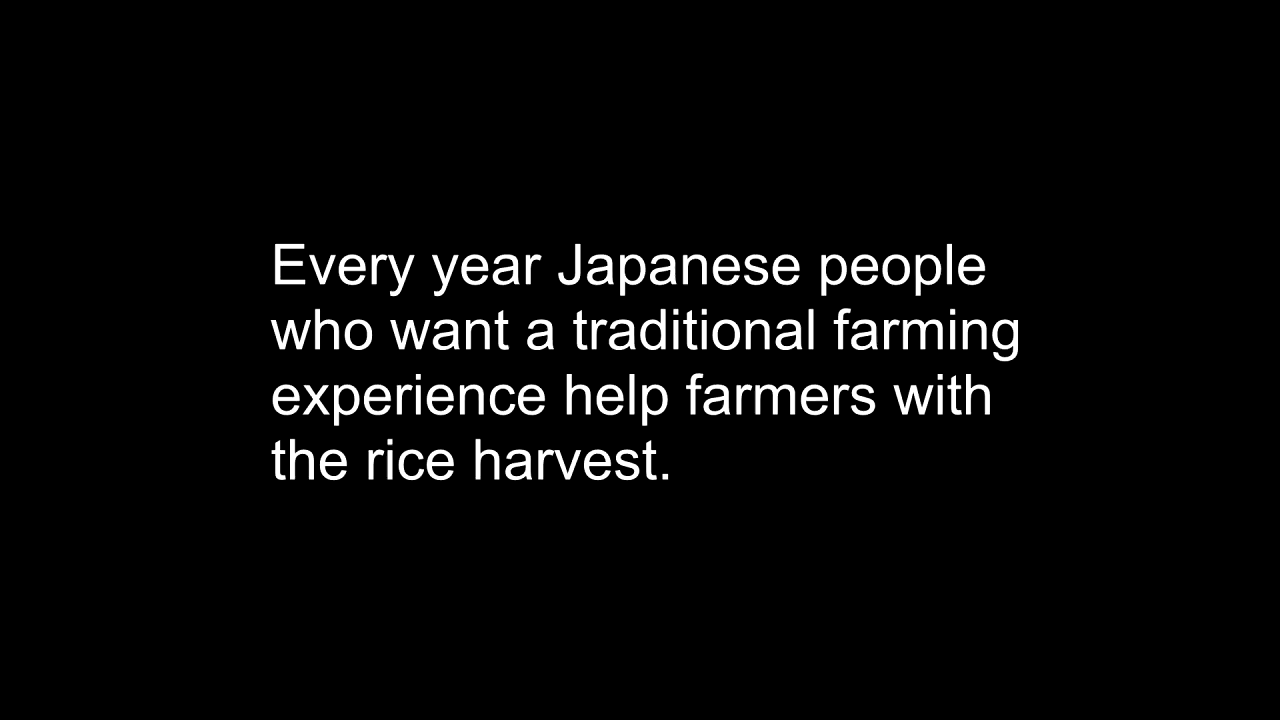 Every year Japanese people
who want a traditional farming
experience help farmers with
the rice harvest.